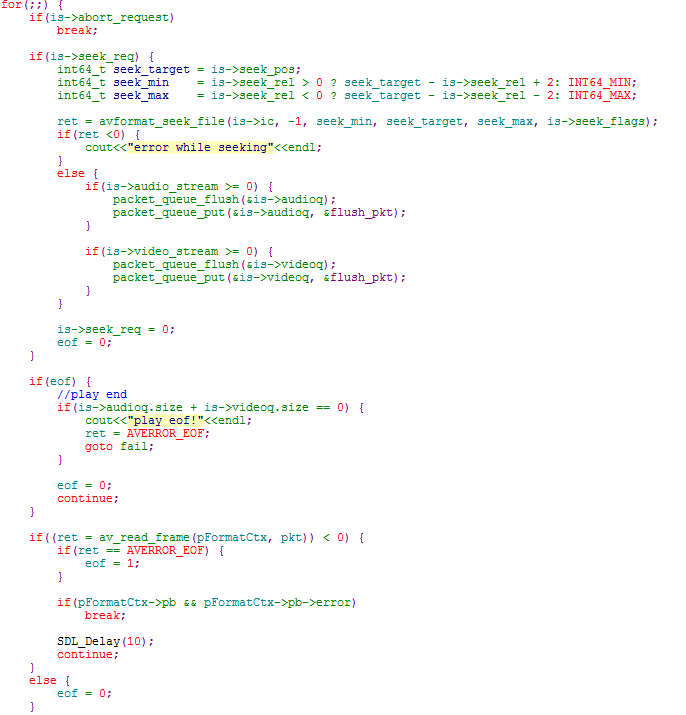 for(;;) {
    if(is->abort_request)
        break;

    if(is->seek_req) {
        int64_t seek_target = is->seek_pos;
        int64_t seek_min    = is->seek_rel > 0 ? seek_target - is->seek_rel + 2: INT64_MIN;
        int64_t seek_max    = is->seek_rel < 0 ? seek_target - is->seek_rel - 2: INT64_MAX;

        ret = avformat_seek_file(is->ic, -1, seek_min, seek_target, seek_max, is->seek_flags);
        if(ret <0) {
            cout<<"error while seeking"<<endl;
        }
        else {
            if(is->audio_stream >= 0) {
                packet_queue_flush(&is->audioq);
                packet_queue_put(&is->audioq, &flush_pkt);
            }

            if(is->video_stream >= 0) {
                packet_queue_flush(&is->videoq);
                packet_queue_put(&is->videoq, &flush_pkt);
            }
        }

        is->seek_req = 0;
        eof = 0;
    }

    if(eof) {
        //play end
        if(is->audioq.size + is->videoq.size == 0) {
            cout<<"play eof!"<<endl;
            ret = AVERROR_EOF;
            goto fail;
        }

        eof = 0;
        continue;
    }

    if((ret = av_read_frame(pFormatCtx, pkt)) < 0) {
        if(ret == AVERROR_EOF) {
            eof = 1;
        }

        if(pFormatCtx->pb && pFormatCtx->pb->error)
            break;

        SDL_Delay(10);
        continue;
    }
    else {
        eof = 0;
    }